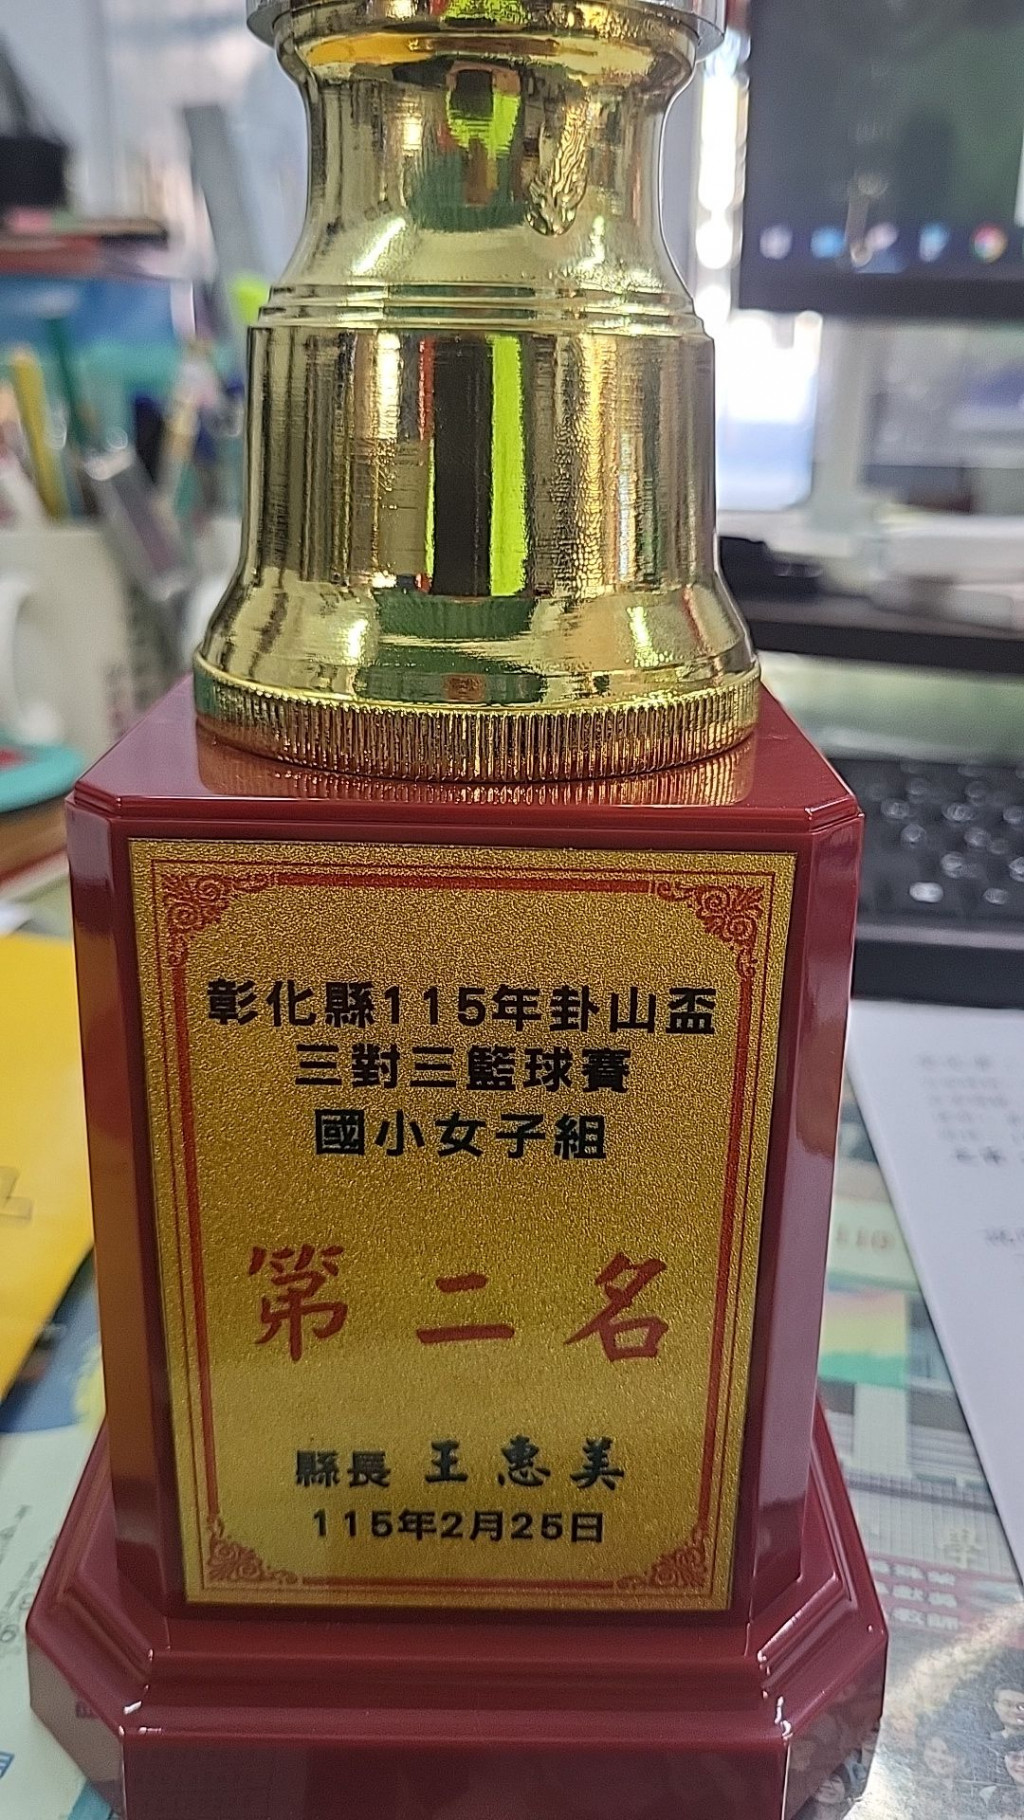 彰化縣115年卦山盃
三對三籃球賽
國小女子組
第二名
縣長 王惠美
115年2月25日
110